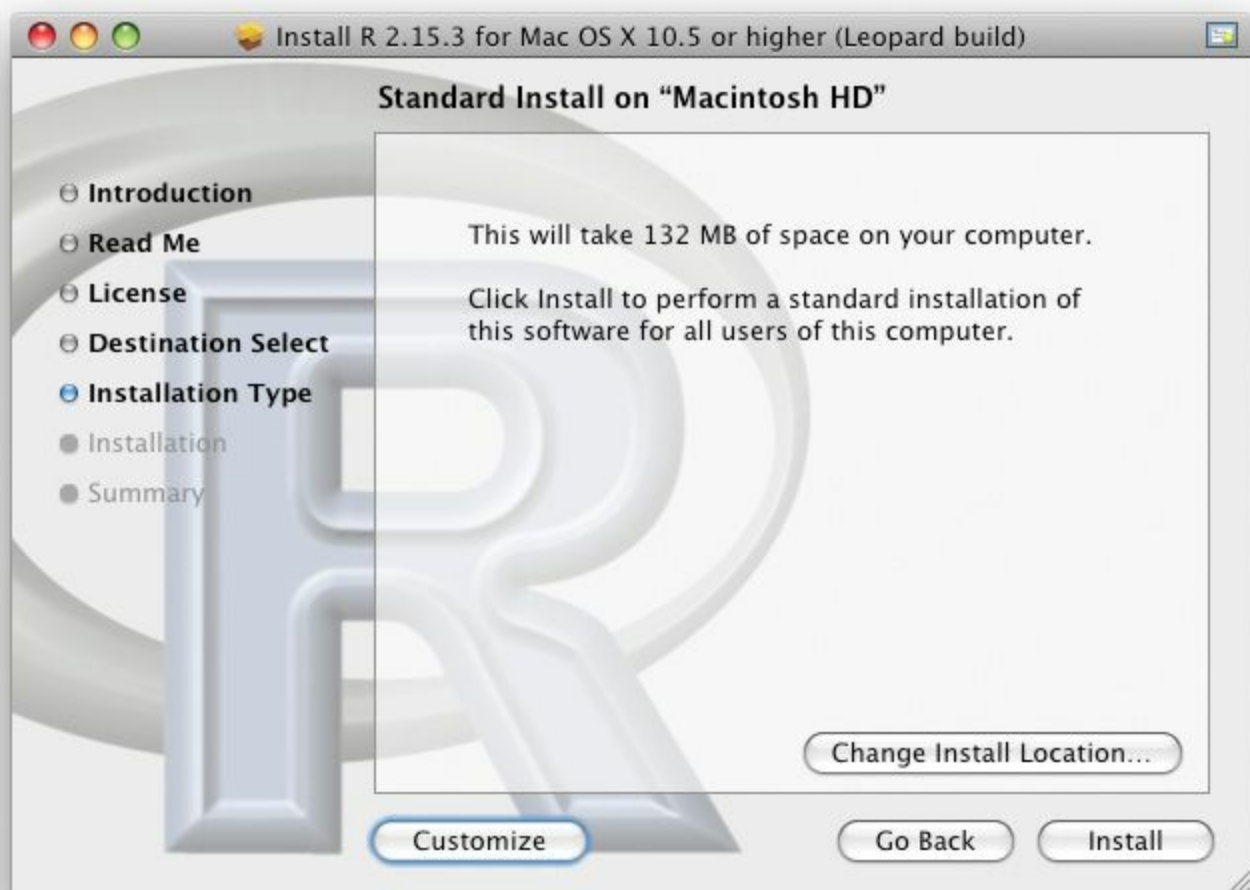 Install R 2.15.3 for Mac OS X 10.5 or higher (Leopard build)
Standard Install on “Macintosh HD”
Introduction
Read Me
License
Destination Select
Installation Type
Installation
Summary
This will take 132 MB of space on your computer.
Click Install to perform a standard installation of
this software for all users of this computer.
Change Install Location...
Customize
Go Back
Install
R